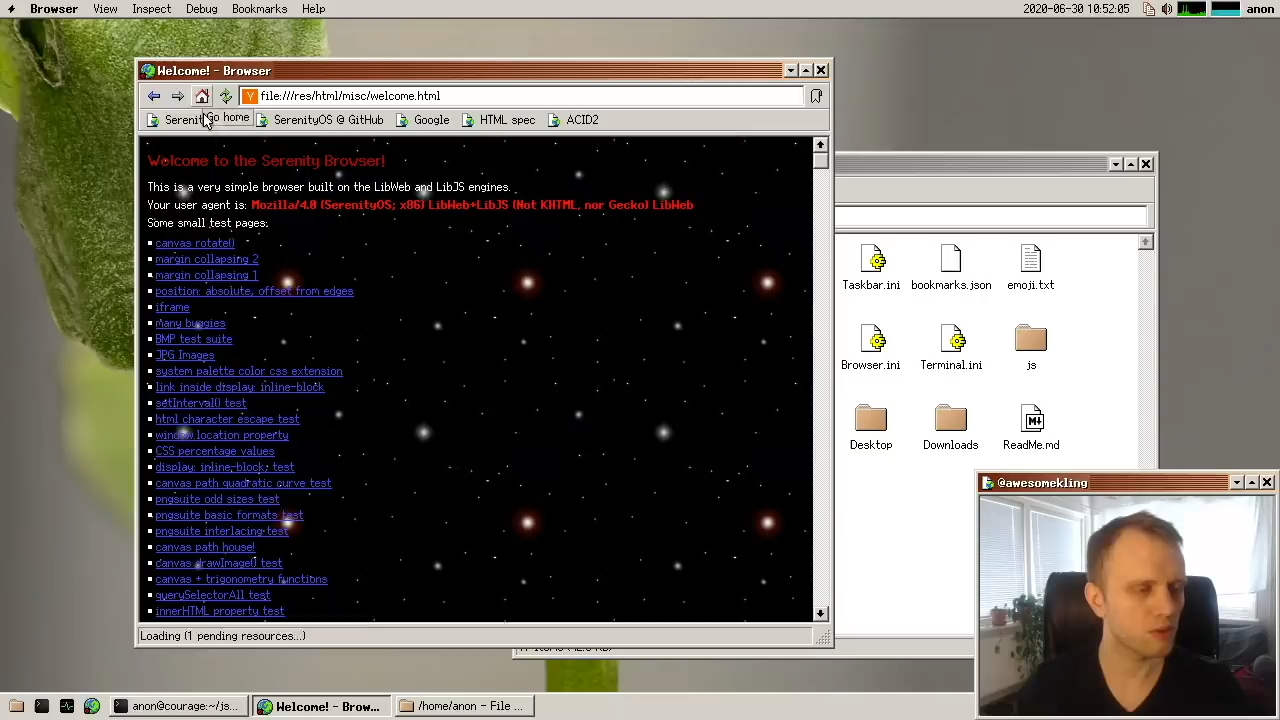 Browser View Inspect Debug Bookmarks Help 2020-06-30 10:52:05 anon
Welcome! - Browser
Y file:///res/html/misc/welcome.html
Go home SerenityOS @ GitHub Google HTML spec ACID2
Welcome to the Serenity Browser!
This is a very simple browser built on the LibWeb and LibJS engines.
Your user agent is: Mozilla/4.0 (SerenityOS; x86) LibWeb+LibJS (Not KHTML, nor Gecko) LibWeb
Some small test pages:
canvas rotate()
margin collapsing 2
margin collapsing 1
position: absolute, offset from edges
iframe
many buggies
BMP test suite
JPG Images
system palette color css extension
link inside display: inline-block
setInterval() test
html character escape test
window.location property
CSS percentage values
display: inline-block; test
canvas path quadratic curve test
pngsuite odd sizes test
pngsuite basic formats test
pngsuite interlacing test
canvas path house!
canvas drawImage() test
canvas + trigonometry functions
querySelectorAll test
innerHTML property test
Loading (1 pending resources...)
TaskBar.ini bookmarks.json emoji.txt
Browser.ini Terminal.ini js
Desktop Downloads ReadMe.md
@awesomekling
anon@courage:~/js... Welcome! - Brow... /home/anon - File ...